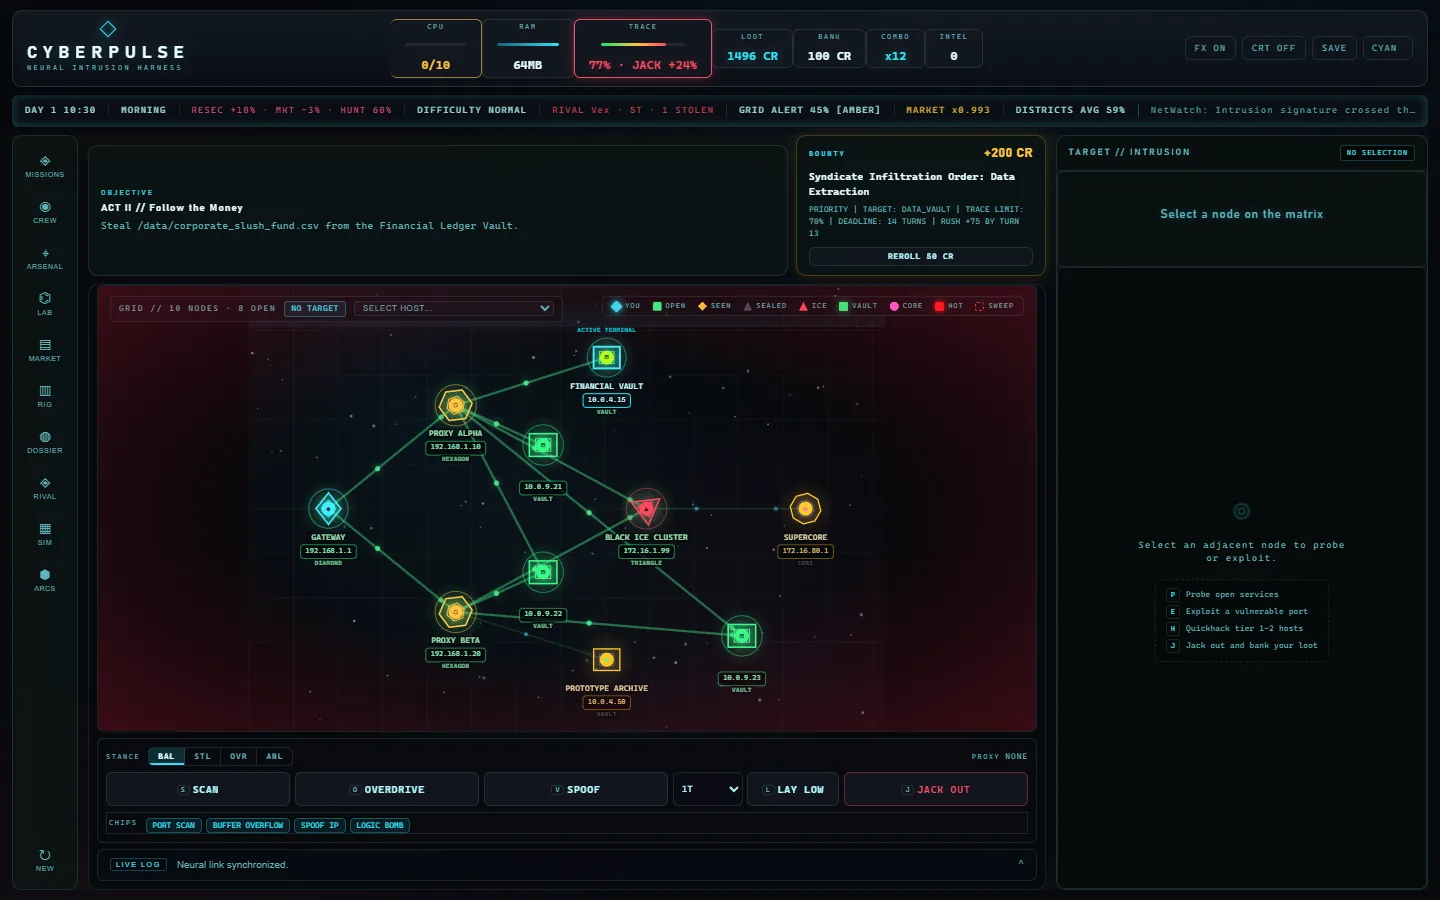 CYBERPULSE
NEURAL INTRUSION HARNESS
CPU
0/10
RAM
64MB
TRACE
77% · JACK +24%
LOOT
1496 CR
BANK
100 CR
COMBO
x12
INTEL
0
FX ON
CRT OFF
SAVE
CYAN
DAY 1 10:30
MORNING
RESEC +10% · MKT −3% · HUNT 60%
DIFFICULTY NORMAL
RIVAL Vex · 5T · 1 STOLEN
GRID ALERT 45% [AMBER]
MARKET x0.993
DISTRICTS AVG 59%
NetWatch: Intrusion signature crossed th…
MISSIONS
CREW
ARSENAL
LAB
MARKET
RIG
DOSSIER
RIVAL
SIM
ARCS
NEW
OBJECTIVE
ACT II // Follow the Money
Steal /data/corporate_slush_fund.csv from the Financial Ledger Vault.
BOUNTY
+200 CR
Syndicate Infiltration Order: Data
Extraction
PRIORITY | TARGET: DATA_VAULT | TRACE LIMIT:
70% | DEADLINE: 14 TURNS | RUSH +75 BY TURN
13
REROLL 50 CR
GRID // 10 NODES · 8 OPEN
NO TARGET
SELECT HOST...
YOU
OPEN
SEEN
SEALED
ICE
VAULT
CORE
HOT
SWEEP
ACTIVE TERMINAL
FINANCIAL VAULT
10.0.4.15
VAULT
PROXY ALPHA
192.168.1.10
HEXAGON
10.0.9.21
VAULT
GATEWAY
192.168.1.1
DIAMOND
BLACK ICE CLUSTER
172.16.1.99
TRIANGLE
SUPERCORE
172.16.80.1
CORE
10.0.9.22
VAULT
PROXY BETA
192.168.1.20
HEXAGON
PROTOTYPE ARCHIVE
10.0.4.50
VAULT
10.0.9.23
VAULT
STANCE
BAL
STL
OVR
ANL
PROXY NONE
S SCAN
O OVERDRIVE
V SPOOF
1T
L LAY LOW
J JACK OUT
CHIPS
PORT SCAN
BUFFER OVERFLOW
SPOOF IP
LOGIC BOMB
LIVE LOG
Neural link synchronized.
^
TARGET // INTRUSION
NO SELECTION
Select a node on the matrix
Select an adjacent node to probe
or exploit.
P Probe open services
E Exploit a vulnerable port
H Quickhack tier 1–2 hosts
J Jack out and bank your loot